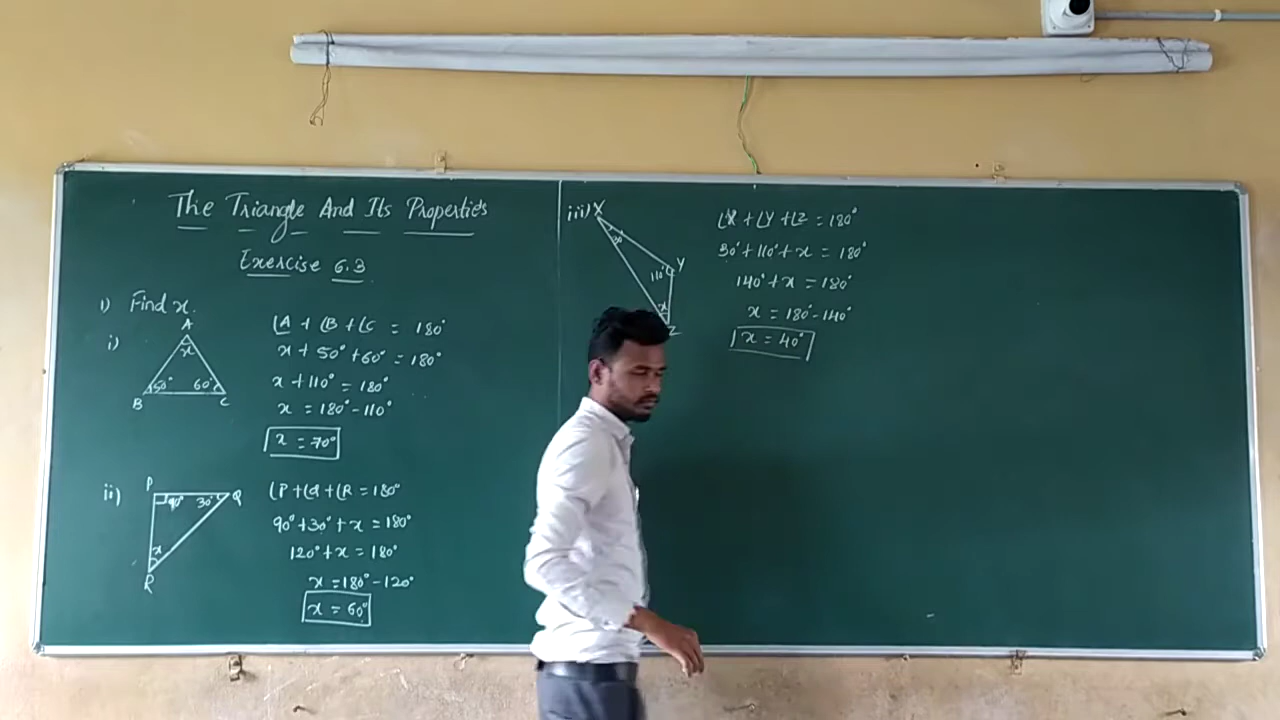 The Triangle And Its Properties
Exercise 6.3
1) Find x.
i)
A
x
50° 60°
B C
∠A + ∠B + ∠C = 180°
x + 50° + 60° = 180°
x + 110° = 180°
x = 180° - 110°
x = 70°
ii)
P Q
90° 30°
x
R
∠P + ∠Q + ∠R = 180°
90° + 30° + x = 180°
120° + x = 180°
x = 180° - 120°
x = 60°
iii) X
30°
Y
110°
x
Z
∠X + ∠Y + ∠Z = 180°
30° + 110° + x = 180°
140° + x = 180°
x = 180° - 140°
x = 40°